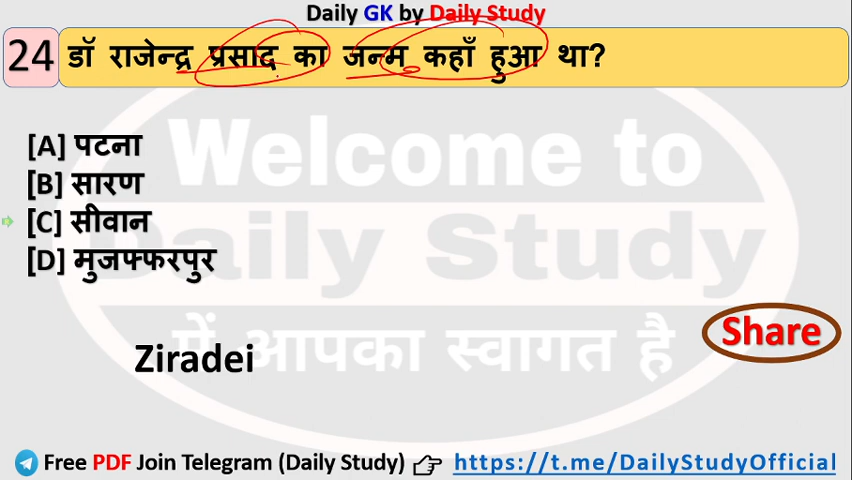 Daily GK by Daily Study
24 डॉ राजेन्द्र प्रसाद का जन्म कहाँ हुआ था?
Welcome to
[A] पटना
[B] सारण
[C] सीवान
[D] मुजफ्फरपुर
Daily Study
में आपका स्वागत है
Share
Ziradei
Free PDF Join Telegram (Daily Study) https://t.me/DailyStudyOfficial